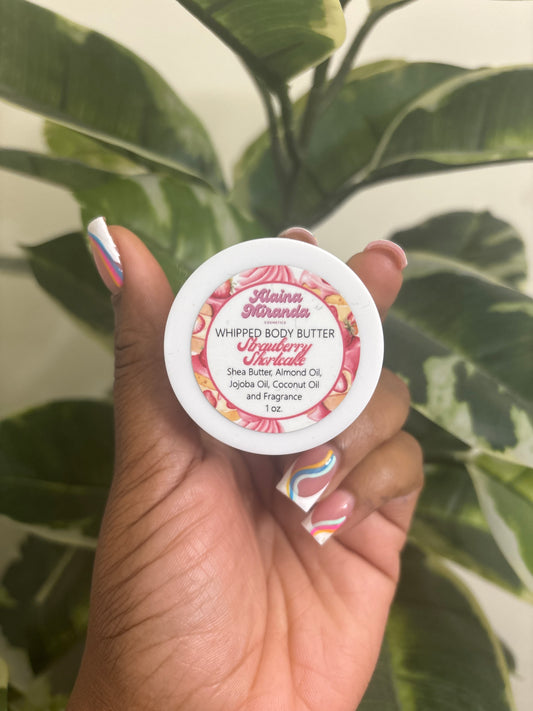 Alaina
Miranda
COSMETICS
WHIPPED BODY BUTTER
Strawberry
Shortcake
Shea Butter, Almond Oil,
Jojoba Oil, Coconut Oil
and Fragrance
1 oz.